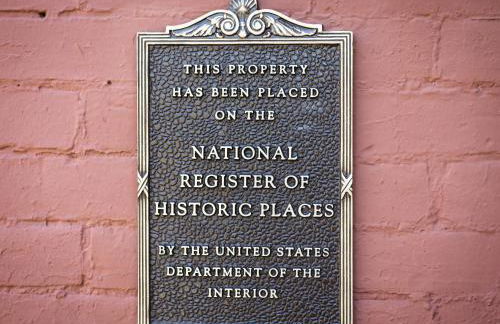 THIS PROPERTY
HAS BEEN PLACED
ON THE
NATIONAL
REGISTER OF
HISTORIC PLACES
BY THE UNITED STATES
DEPARTMENT OF THE
INTERIOR